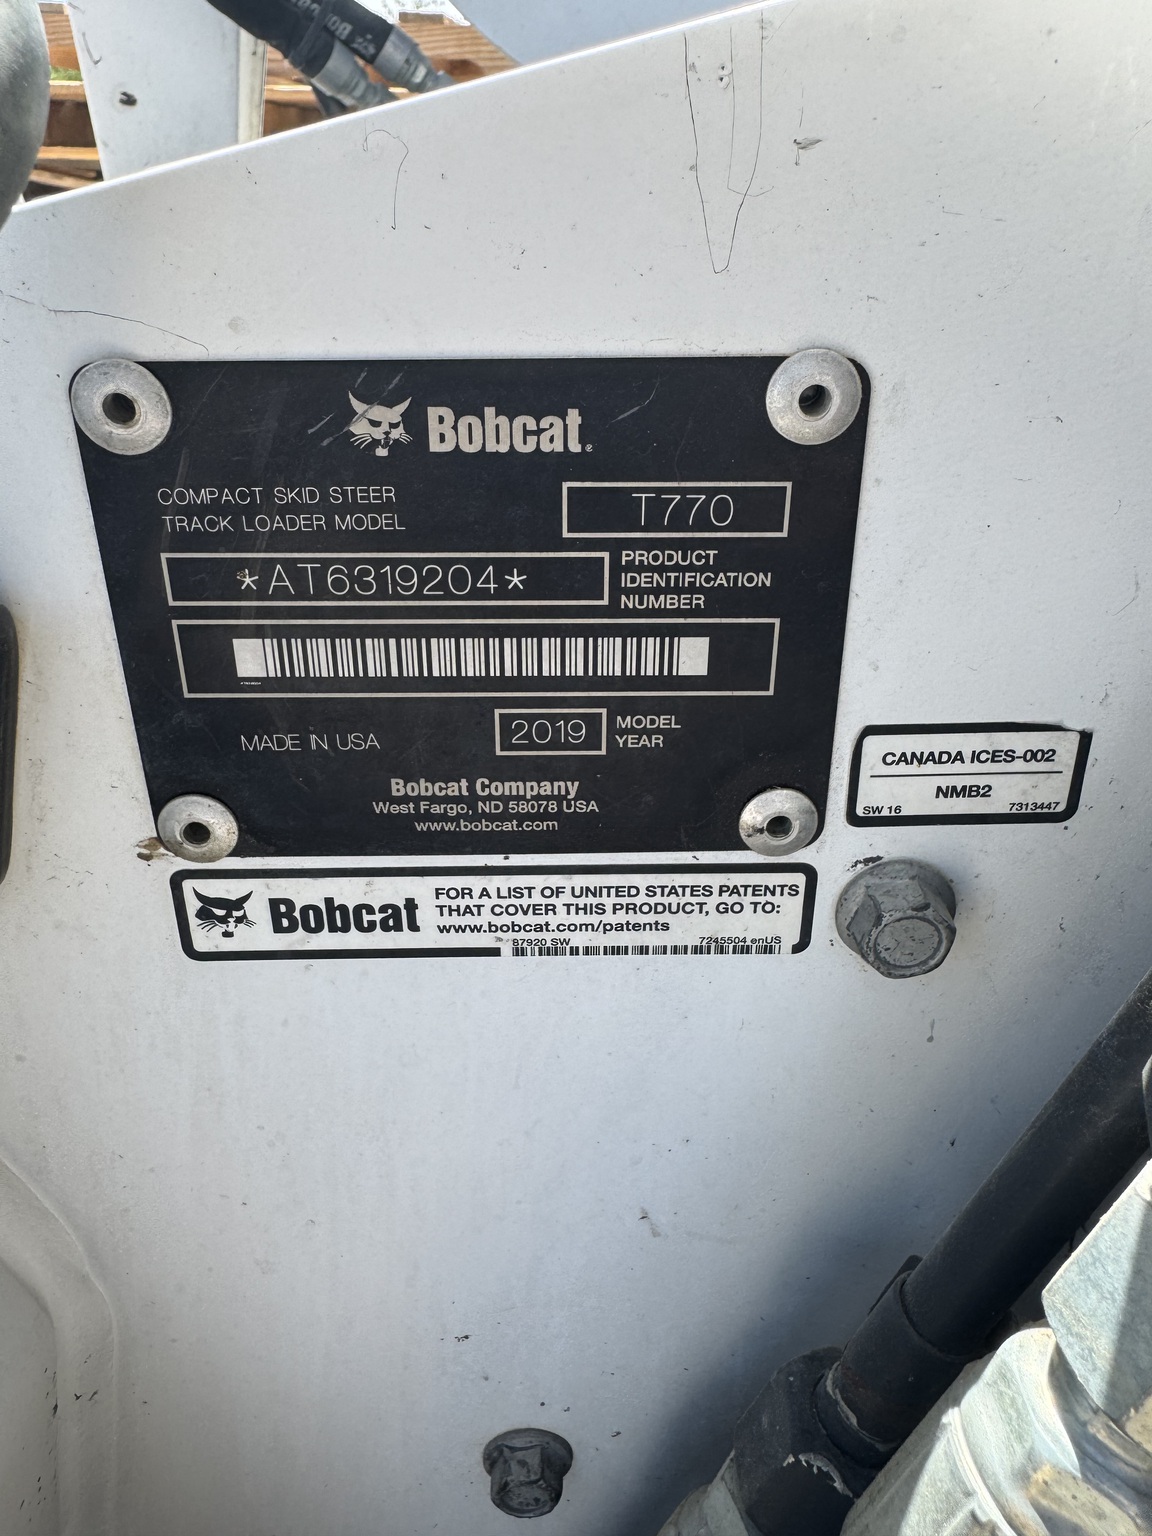 Bobcat
COMPACT SKID STEER
TRACK LOADER MODEL
T770
*AT6319204*
PRODUCT
IDENTIFICATION
NUMBER
MADE IN USA
2019
MODEL
YEAR
Bobcat Company
West Fargo, ND 58078 USA
www.bobcat.com
CANADA ICES-002
NMB2
SW 16
7313447
Bobcat
FOR A LIST OF UNITED STATES PATENTS
THAT COVER THIS PRODUCT, GO TO:
www.bobcat.com/patents
87920 SW
7245504 enUS